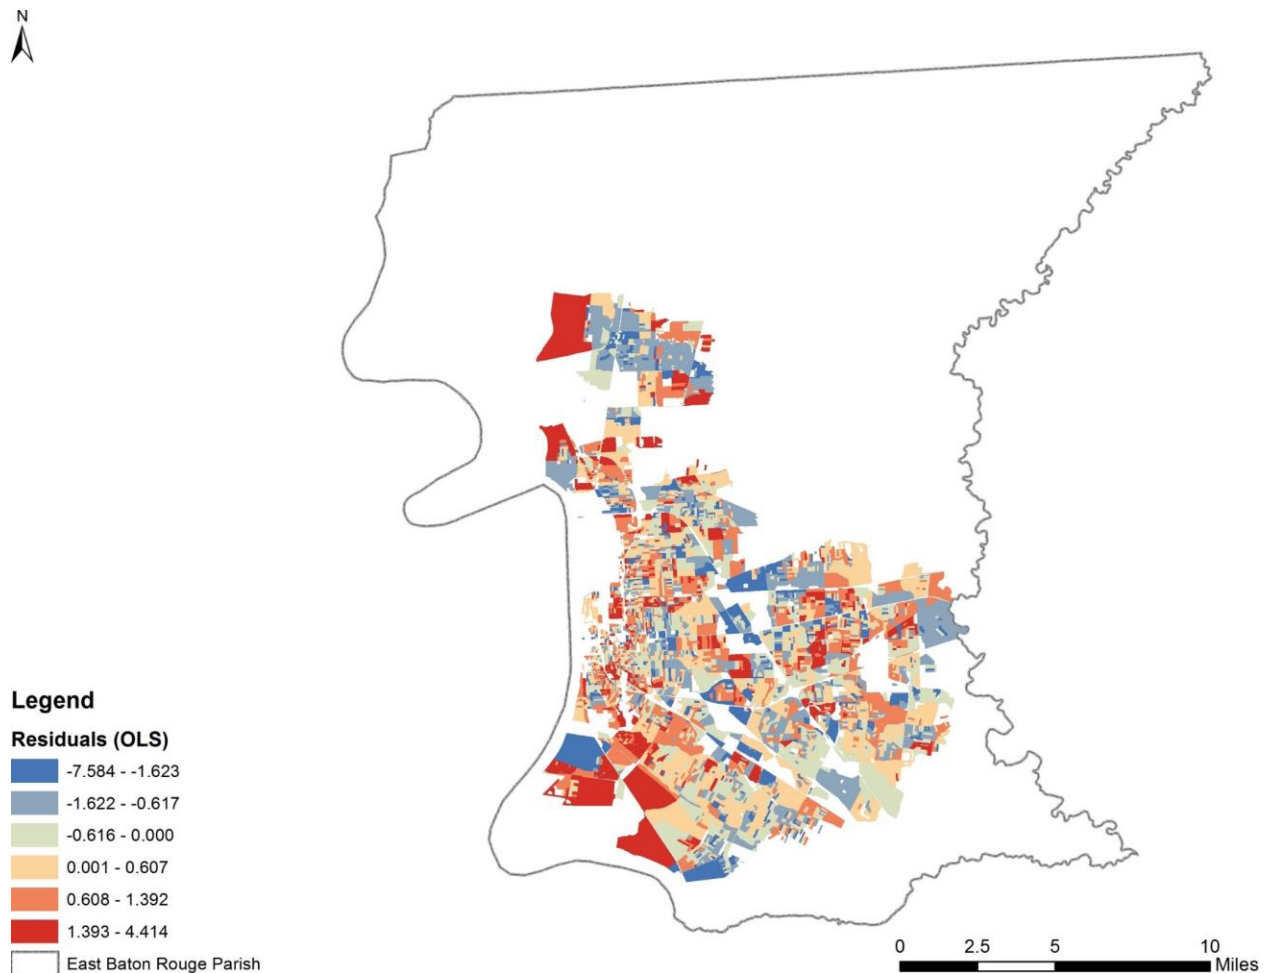 N
Legend
Residuals (OLS)
-7.584 - -1.623
-1.622 - -0.617
-0.616 - 0.000
0.001 - 0.607
0.608 - 1.392
1.393 - 4.414
East Baton Rouge Parish
0 2.5 5 10
Miles